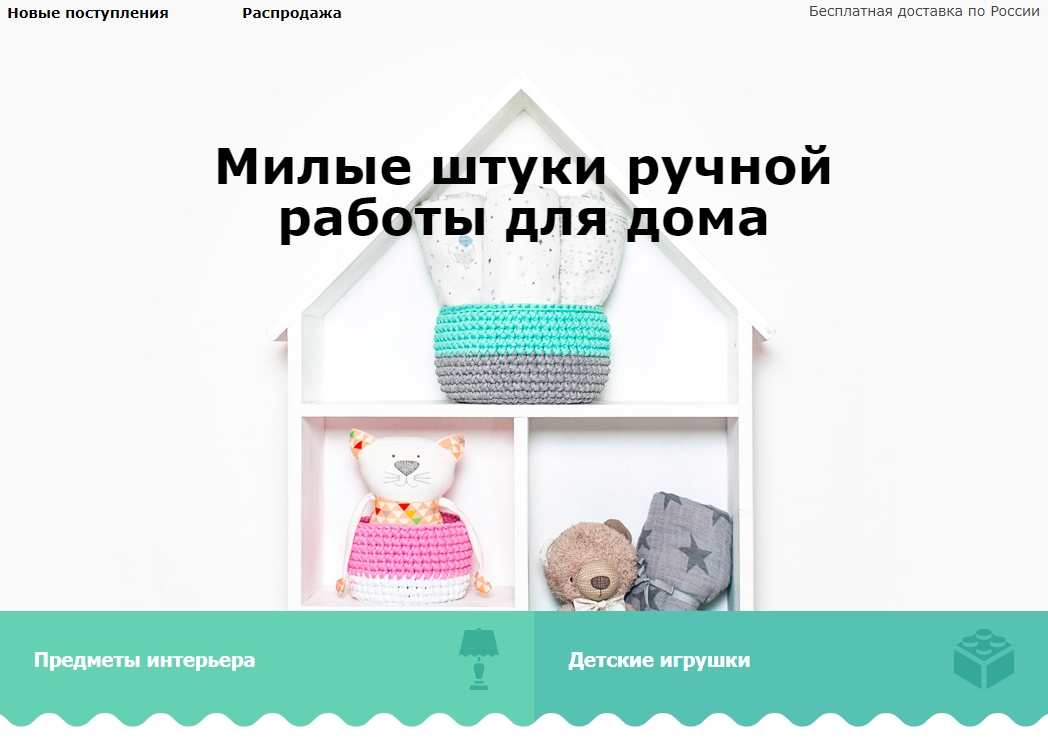 Новые поступления
Распродажа
Бесплатная доставка по России
Милые штуки ручной
работы для дома
Предметы интерьера
Детские игрушки